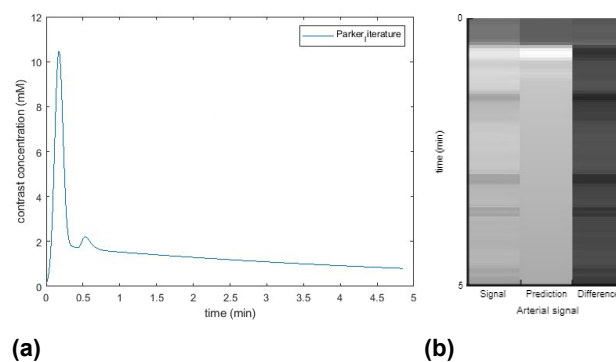 12
10
8
6
4
2
0
contrast concentration (mM)
Parker_literature
0 0.5 1 1.5 2 2.5 3 3.5 4 4.5 5
time (min)
(a)
0
time (min)
5
Signal Prediction Difference
Arterial signal
(b)